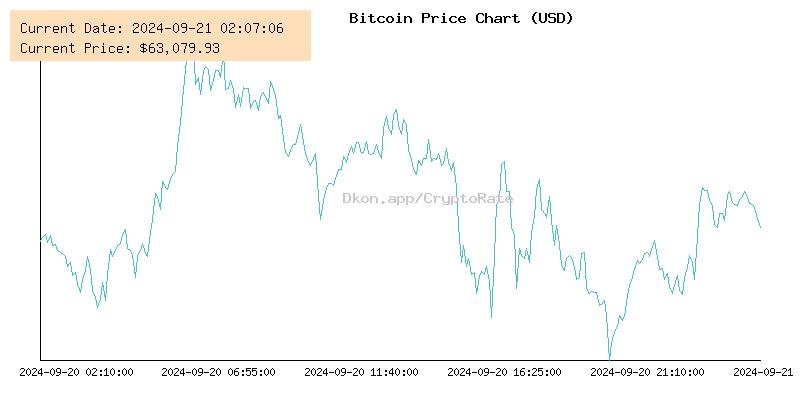 Bitcoin Price Chart (USD)
Current Date: 2024-09-21 02:07:06
Current Price: $63,079.93
Dkon.app/CryptoRate
2024-09-20 02:10:00
2024-09-20 06:55:00
2024-09-20 11:40:00
2024-09-20 16:25:00
2024-09-20 21:10:00
2024-09-21